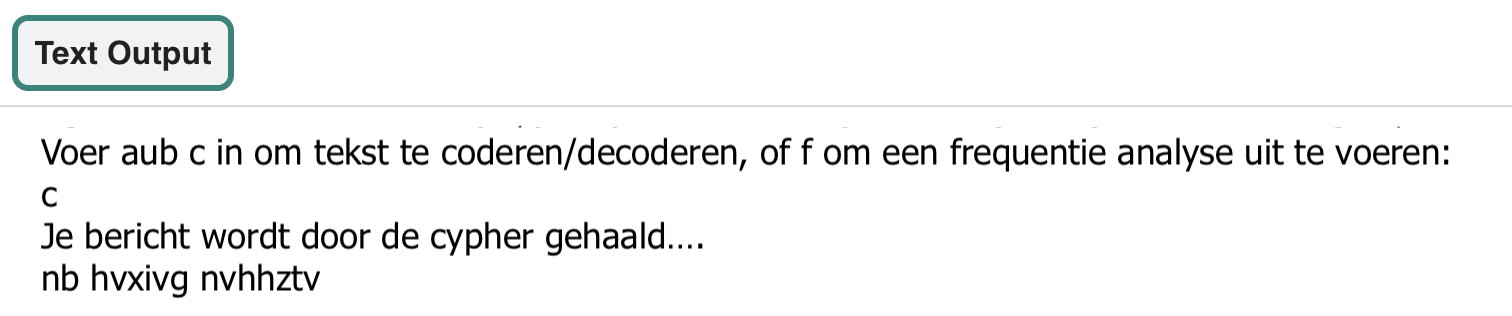 Text Output
Voer aub c in om tekst te coderen/decoderen, of f om een frequentie analyse uit te voeren:
c
Je bericht wordt door de cypher gehaald....
nb hvxivg nvhhztv